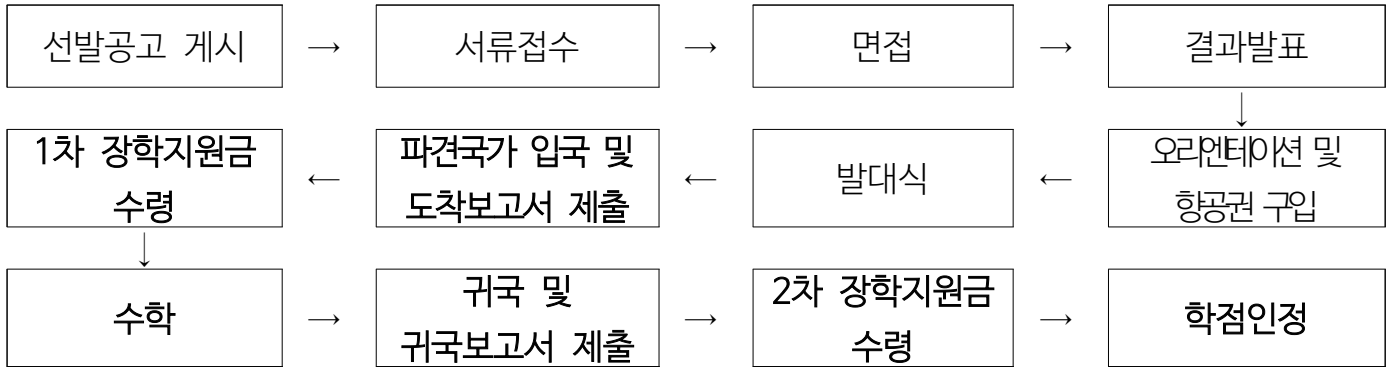 선발공고 게시 → 서류접수 → 면접 → 결과발표
↓
오리엔테이션 및
항공권 구입
←
발대식
←
파견국가 입국 및
도착보고서 제출
←
1차 장학지원금
수령
↓
수학
→
귀국 및
귀국보고서 제출
→
2차 장학지원금
수령
→
학점인정